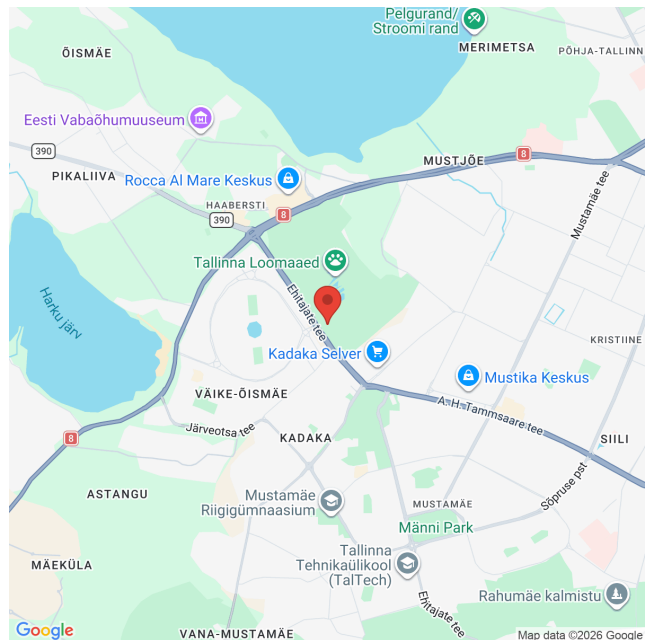 Pelgurand/
Stroomi rand
ÕISMÄE
MERIMETSA
PÕHJA-TALLINN
Eesti Vabaõhumuuseum
390
8
MUSTJÕE
PIKALIIVA
Rocca Al Mare Keskus
HAABERSTI
390
8
Mustamäe tee
Tallinna Loomaaed
Harku järv
Ehitajate tee
KRISTIINE
Kadaka Selver
Mustika Keskus
VÄIKE-ÕISMÄE
A. H. Tammsaare tee
Järveotsa tee
KADAKA
8
SIILI
ASTANGU
Mustamäe
Riigigümnaasium
MUSTAMÄE
Sõpruse pst
Männi Park
MÄEKÜLA
Tallinna
Tehnikaülikool
(TalTech)
Ehitajate tee
Rahumäe kalmistu
VANA-MUSTAMÄE
Google
Map data ©2026 Google